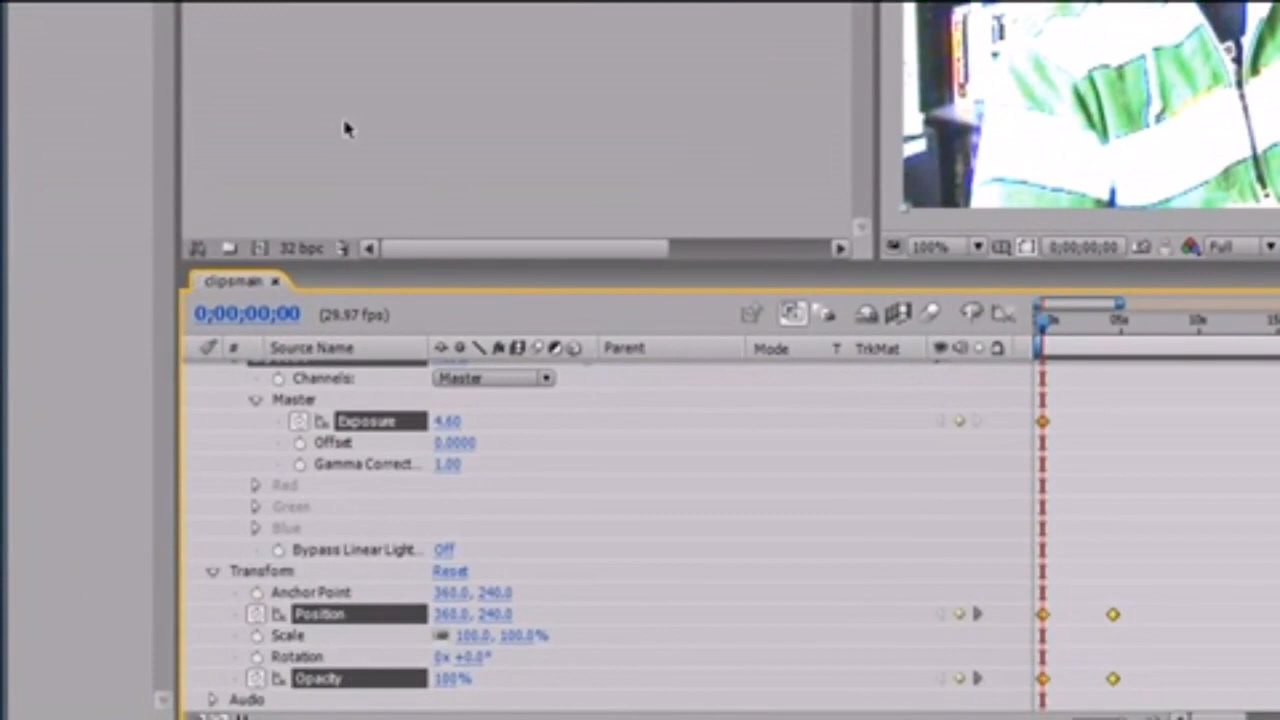 32 bpc
100%
0;00;00;00
Full
clipsmain
0;00;00;00 (29.97 fps)
05s 10s
# Source Name Parent Mode T TrkMat
Channels: Master
Master
Exposure 4.60
Offset 0.0000
Gamma Correct... 1.00
Red
Green
Blue
Bypass Linear Light... Off
Transform Reset
Anchor Point 360.0, 240.0
Position 360.0, 240.0
Scale 100.0, 100.0%
Rotation 0x +0.0°
Opacity 100%
Audio